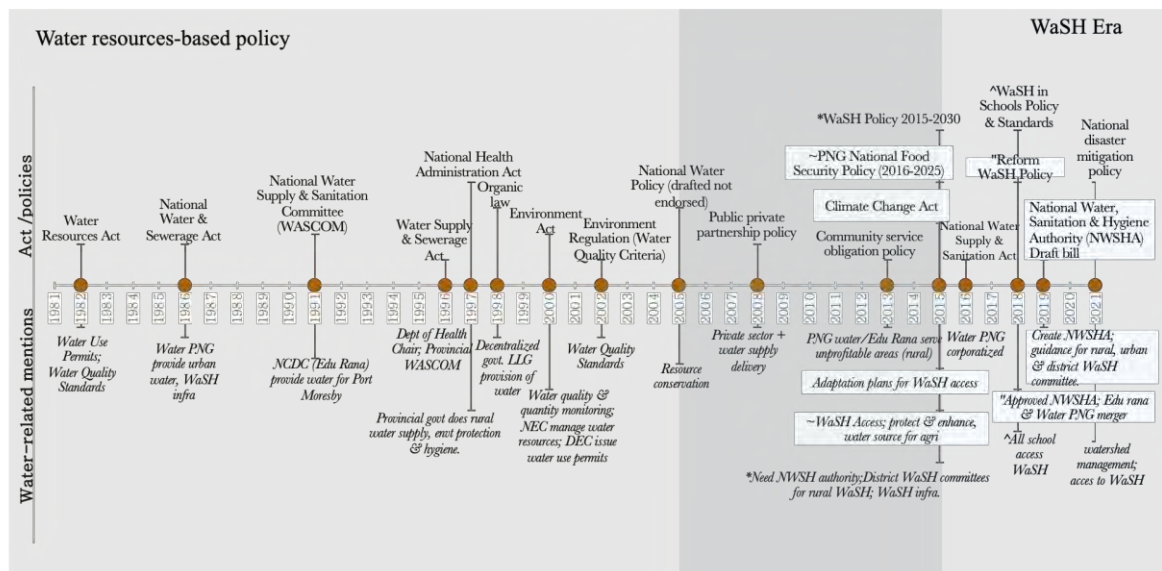 Water resources-based policy
WaSH Era
Act /policies
Water-related mentions
Water
Resources Act
National
Water &
Sewerage Act
National Water
Supply & Sanitation
Committee
(WASCOM)
Water Supply
& Sewerage
Act
National Health
Administration Act
Organic
law
Environment
Act
Environment
Regulation (Water
Quality Criteria)
National Water
Policy (drafted not
endorsed)
Public private
partnership policy
Community service
obligation policy
*WaSH Policy 2015-2030
~PNG National Food
Security Policy (2016-2025)
Climate Change Act
National Water
Supply &
Sanitation Act
^WaSH in
Schools Policy
& Standards
"Reform
WaSH Policy
National Water,
Sanitation & Hygiene
Authority (NWSHA)
Draft bill
National
disaster
mitigation
policy
1981
1982
1983
1984
1985
1986
1987
1988
1989
1990
1991
1992
1993
1994
1995
1996
1997
1998
1999
2000
2001
2002
2003
2004
2005
2006
2007
2008
2009
2010
2011
2012
2013
2014
2015
2016
2017
2018
2019
2020
2021
Water Use
Permits;
Water Quality
Standards
Water PNG
provide urban
water, WaSH
infra
NCDC (Edu Rana)
provide water for Port
Moresby
Dept of Health
Chair; Provincial
WASCOM
Provincial govt does rural
water supply, envt protection
& hygiene.
Decentralized
govt. LLG
provision of
water
Water quality &
quantity monitoring;
NEC manage water
resources; DEC issue
water use permits
Water Quality
Standards
Resource
conservation
Private sector +
water supply
delivery
PNG water/Edu Rana serve
unprofitable areas (rural)
Adaptation plans for WaSH access
~WaSH Access; protect & enhance,
water source for agri
*Need NWSH authority;District WaSH committees
for rural WaSH; WaSH infra.
Water PNG
corporatized
Create NWSHA;
guidance for rural, urban
& district WaSH
committee.
"Approved NWSHA; Edu rana
& Water PNG merger
^All school
access
WaSH
watershed
management;
acces to WaSH